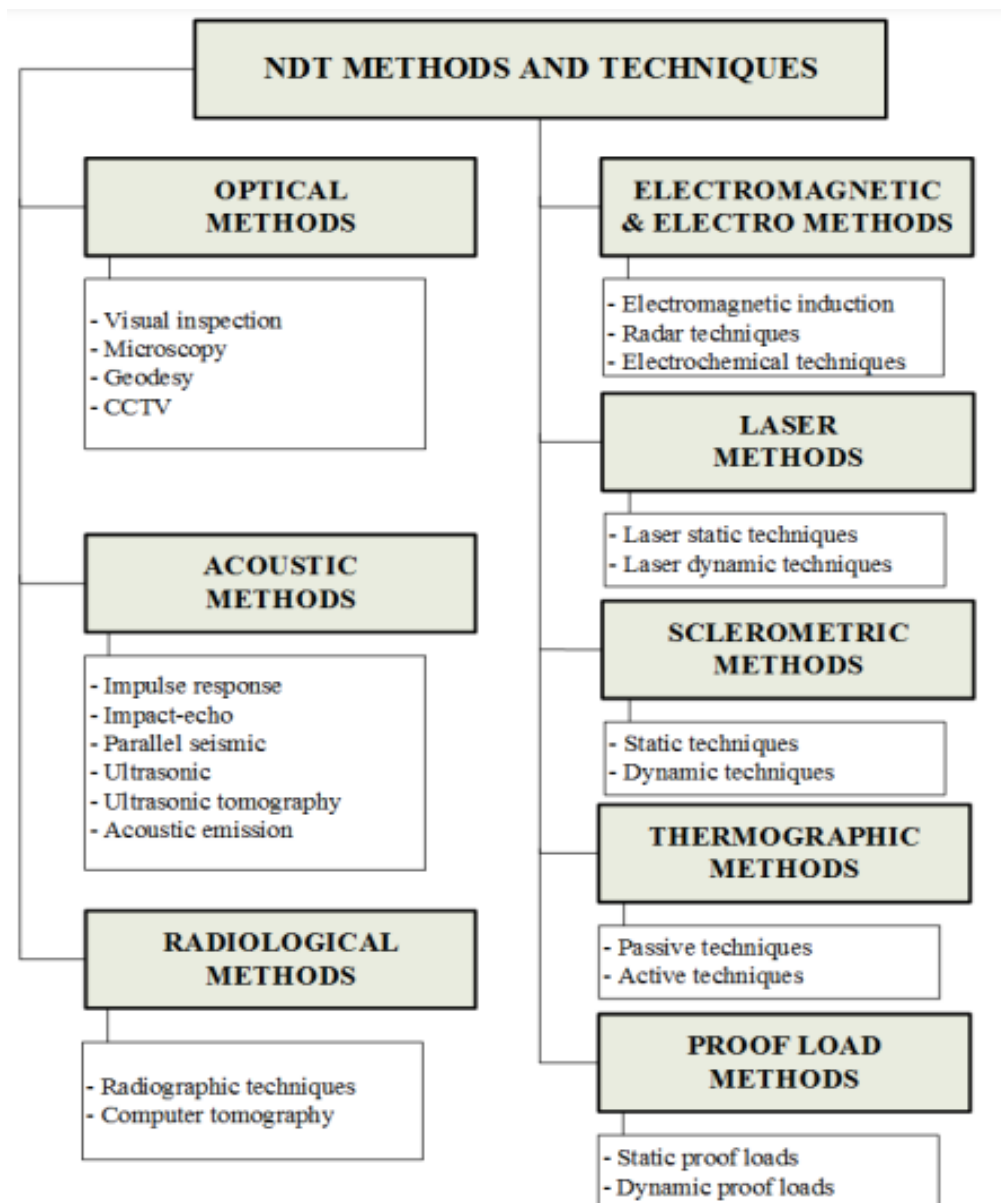 NDT METHODS AND TECHNIQUES
OPTICAL
METHODS
- Visual inspection
- Microscopy
- Geodesy
- CCTV
ACOUSTIC
METHODS
- Impulse response
- Impact-echo
- Parallel seismic
- Ultrasonic
- Ultrasonic tomography
- Acoustic emission
RADIOLOGICAL
METHODS
- Radiographic techniques
- Computer tomography
ELECTROMAGNETIC
& ELECTRO METHODS
- Electromagnetic induction
- Radar techniques
- Electrochemical techniques
LASER
METHODS
- Laser static techniques
- Laser dynamic techniques
SCLEROMETRIC
METHODS
- Static techniques
- Dynamic techniques
THERMOGRAPHIC
METHODS
- Passive techniques
- Active techniques
PROOF LOAD
METHODS
- Static proof loads
- Dynamic proof loads